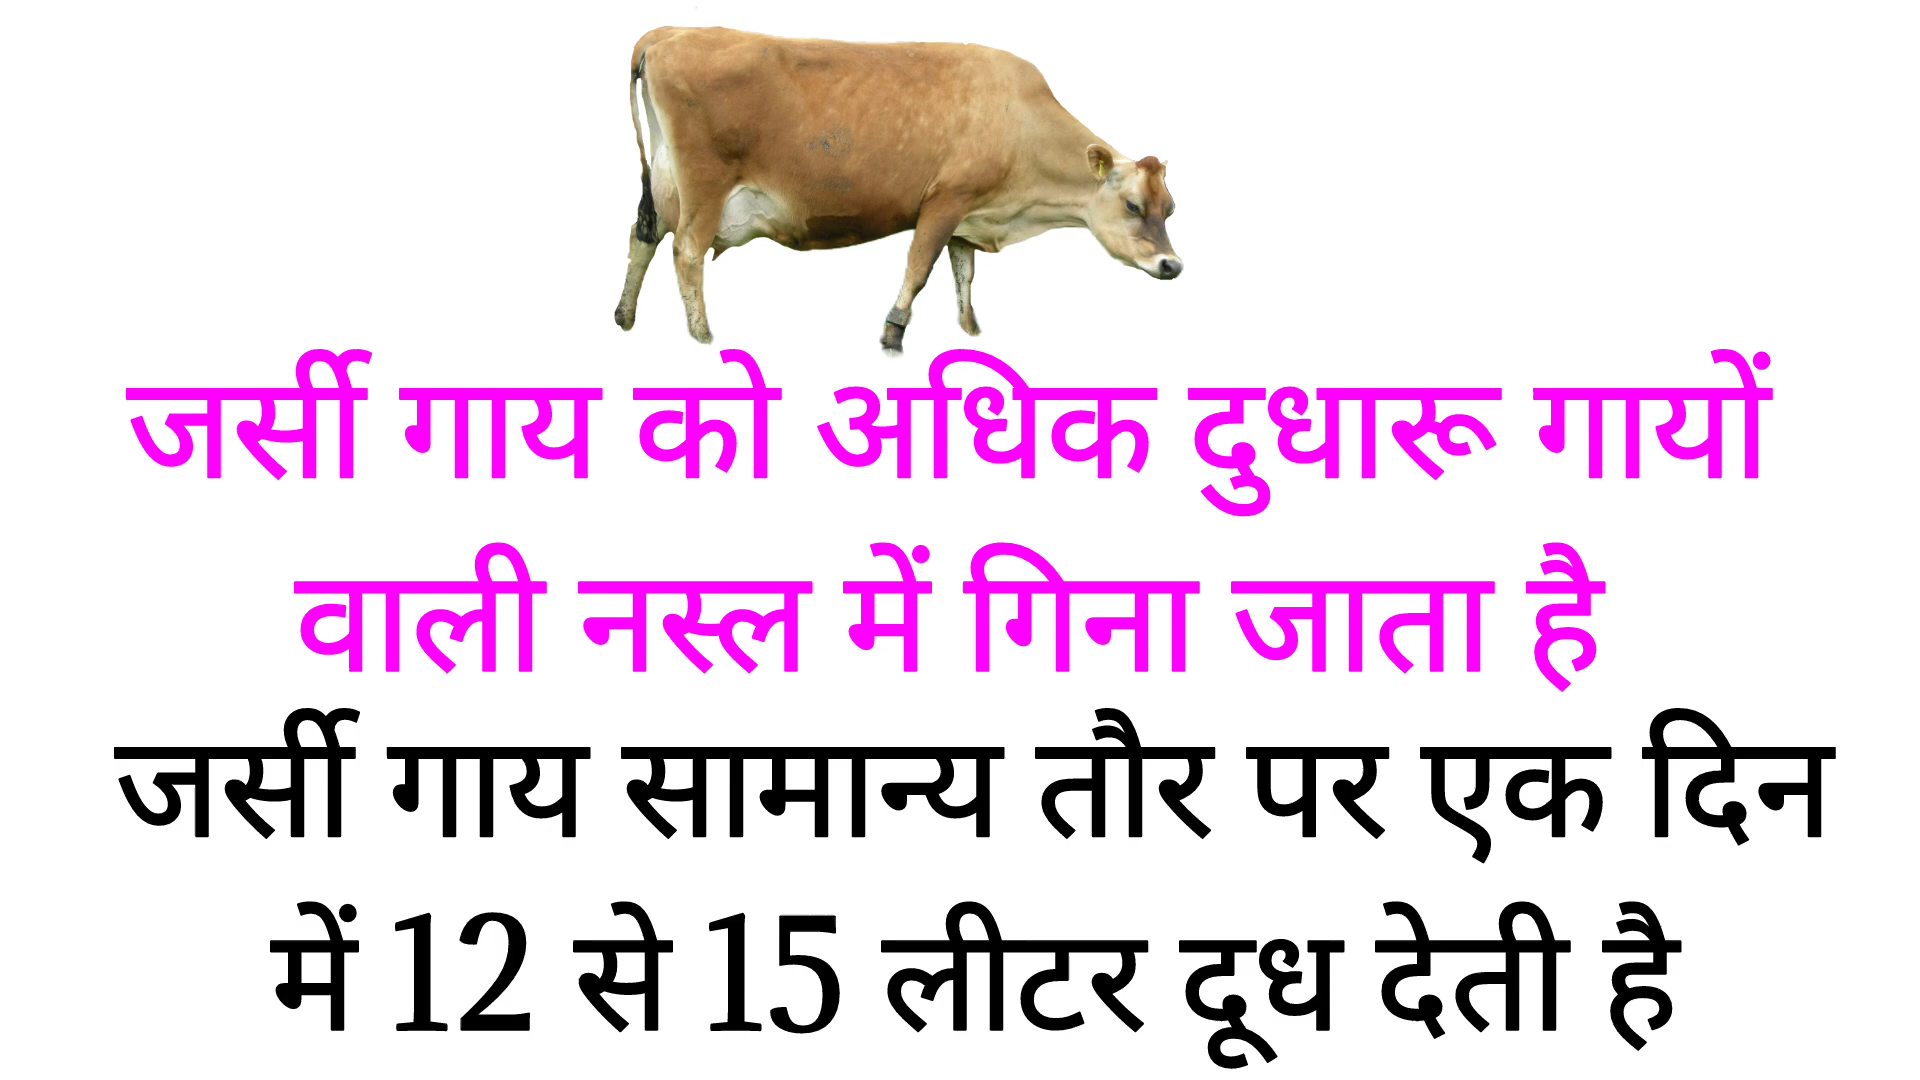 जर्सी गाय को अधिक दुधारू गायों
वाली नस्ल में गिना जाता है
जर्सी गाय सामान्य तौर पर एक दिन
में 12 से 15 लीटर दूध देती है